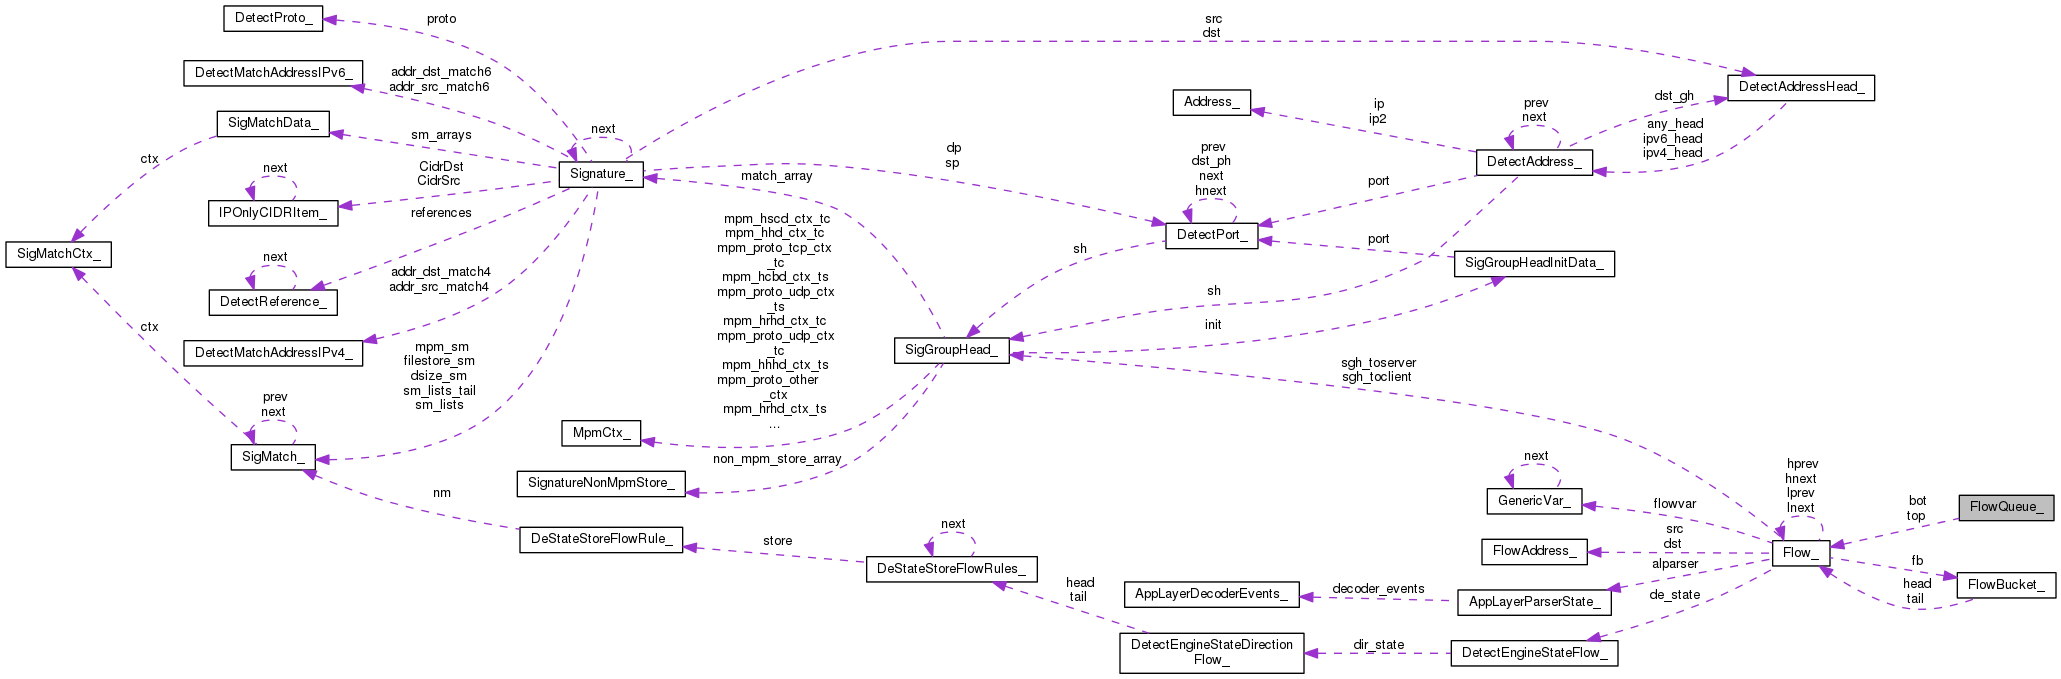 DetectProto_
proto
src
dst
DetectMatchAddressIPv6_
addr_dst_match6
addr_src_match6
DetectAddressHead_
dst_gh
Address_
ip
ip2
prev
next
any_head
ipv6_head
ipv4_head
SigMatchData_
sm_arrays
next
ctx
CidrDst
CidrSrc
Signature_
dp
sp
DetectAddress_
next
IPOnlyCIDRItem_
references
match_array
prev
dst_ph
next
hnext
port
DetectPort_
SigMatchCtx_
next
DetectReference_
addr_dst_match4
addr_src_match4
mpm_hscd_ctx_tc
mpm_hhd_ctx_tc
mpm_proto_tcp_ctx
_tc
mpm_hcbd_ctx_ts
mpm_proto_udp_ctx
_ts
mpm_hrhd_ctx_tc
mpm_proto_udp_ctx
_tc
mpm_hhhd_ctx_ts
mpm_proto_other
_ctx
mpm_hrhd_ctx_ts
...
sh
port
SigGroupHeadInitData_
sh
init
ctx
DetectMatchAddressIPv4_
SigGroupHead_
mpm_sm
filestore_sm
dsize_sm
sm_lists_tail
sm_lists
sgh_toserver
sgh_toclient
prev
next
SigMatch_
MpmCtx_
non_mpm_store_array
SignatureNonMpmStore_
next
GenericVar_
flowvar
hprev
hnext
lprev
lnext
bot
top
FlowQueue_
nm
DeStateStoreFlowRule_
store
next
DeStateStoreFlowRules_
src
dst
FlowAddress_
alparser
Flow_
fb
FlowBucket_
head
tail
head
tail
AppLayerDecoderEvents_
decoder_events
AppLayerParserState_
de_state
DetectEngineStateDirection
Flow_
dir_state
DetectEngineStateFlow_